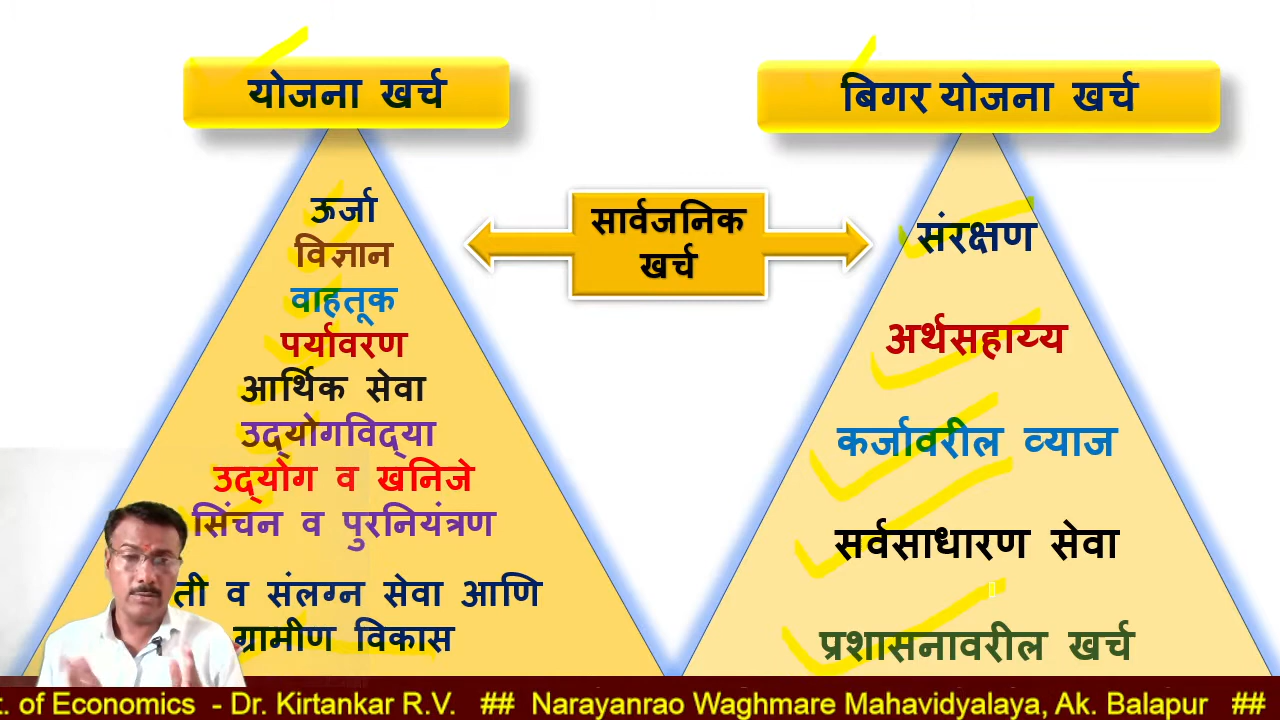 योजना खर्च
ऊर्जा
विज्ञान
वाहतूक
पर्यावरण
आर्थिक सेवा
उद्योगविद्या
उद्योग व खनिजे
सिंचन व पुरनियंत्रण
ती व संलग्न सेवा आणि
ग्रामीण विकास
सार्वजनिक
खर्च
बिगर योजना खर्च
संरक्षण
अर्थसहाय्य
कर्जावरील व्याज
सर्वसाधारण सेवा
प्रशासनावरील खर्च
t. of Economics - Dr. Kirtankar R.V. ## Narayanrao Waghmare Mahavidyalaya, Ak. Balapur ##